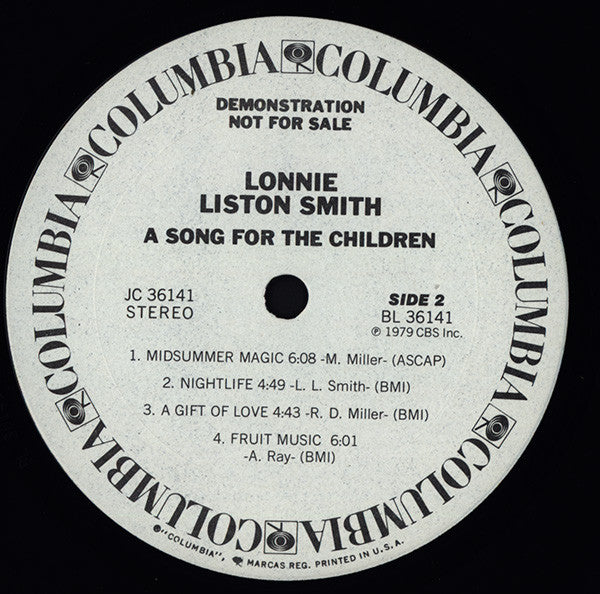 COLUMBIA COLUMBIA COLUMBIA COLUMBIA COLUMBIA COLUMBIA
DEMONSTRATION
NOT FOR SALE
LONNIE
LISTON SMITH
A SONG FOR THE CHILDREN
JC 36141
STEREO
SIDE 2
BL 36141
℗ 1979 CBS Inc.
1. MIDSUMMER MAGIC 6:08 -M. Miller- (ASCAP)
2. NIGHTLIFE 4:49 -L. L. Smith- (BMI)
3. A GIFT OF LOVE 4:43 -R. D. Miller- (BMI)
4. FRUIT MUSIC 6:01
-A. Ray- (BMI)
®"COLUMBIA", MARCAS REG. PRINTED IN U.S.A.